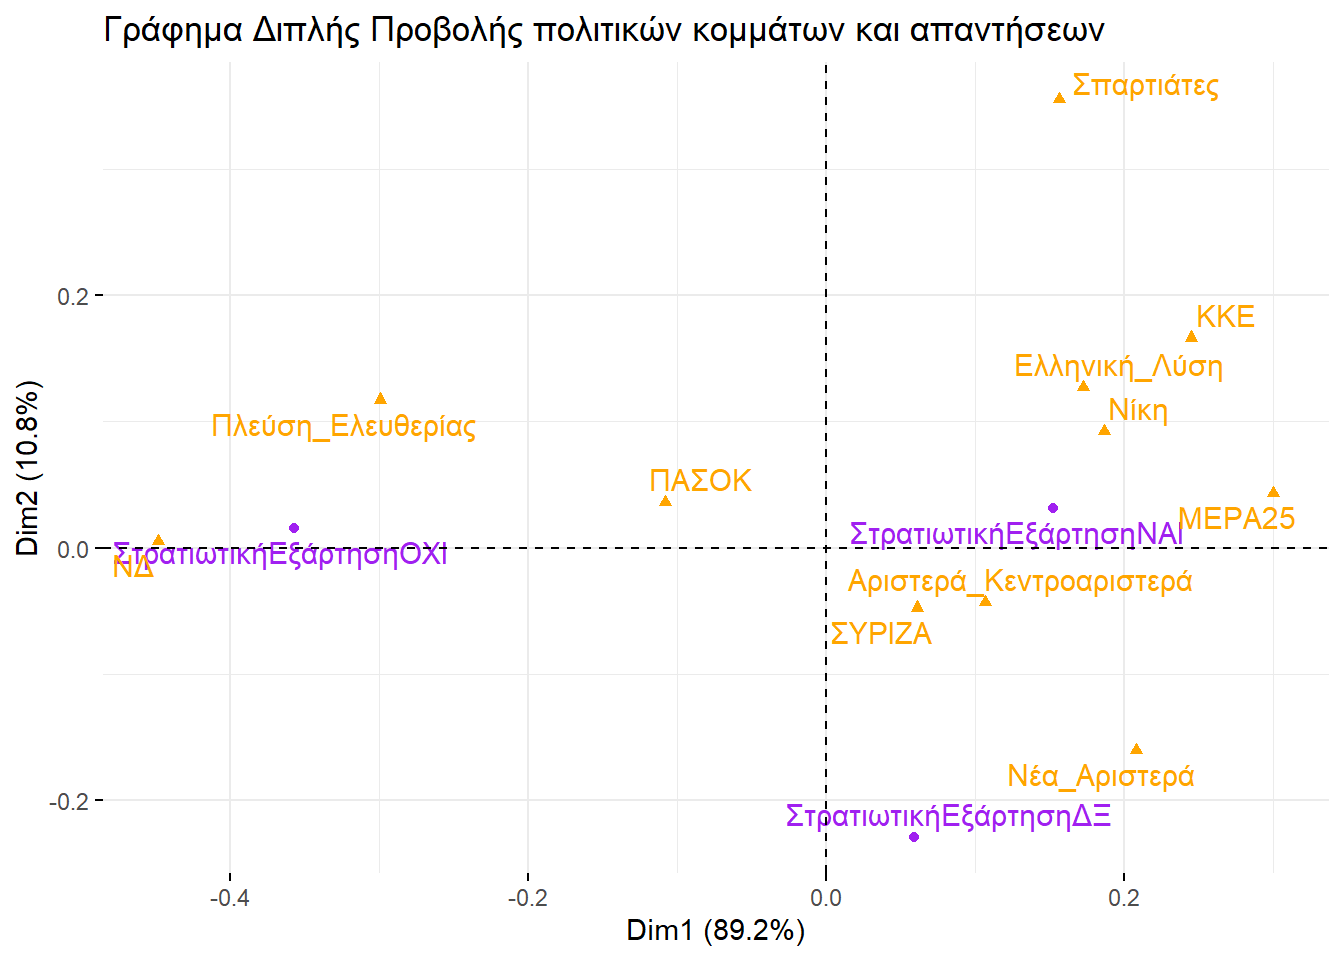 Γράφημα Διπλής Προβολής πολιτικών κομμάτων και απαντήσεων
Σπαρτιάτες
0.2
ΚΚΕ
Ελληνική_Λύση
Νίκη
Πλεύση_Ελευθερίας
ΠΑΣΟΚ
ΜΕΡΑ25
ΣτρατιωτικήΕξάρτησηΝΑΙ
0.0
ΣτρατιωτικήΕξάρτησηΟΧΙ
ΝΔ
Αριστερά_Κεντροαριστερά
ΣΥΡΙΖΑ
Νέα_Αριστερά
-0.2
ΣτρατιωτικήΕξάρτησηΔΞ
Dim2 (10.8%)
-0.4 -0.2 0.0 0.2
Dim1 (89.2%)